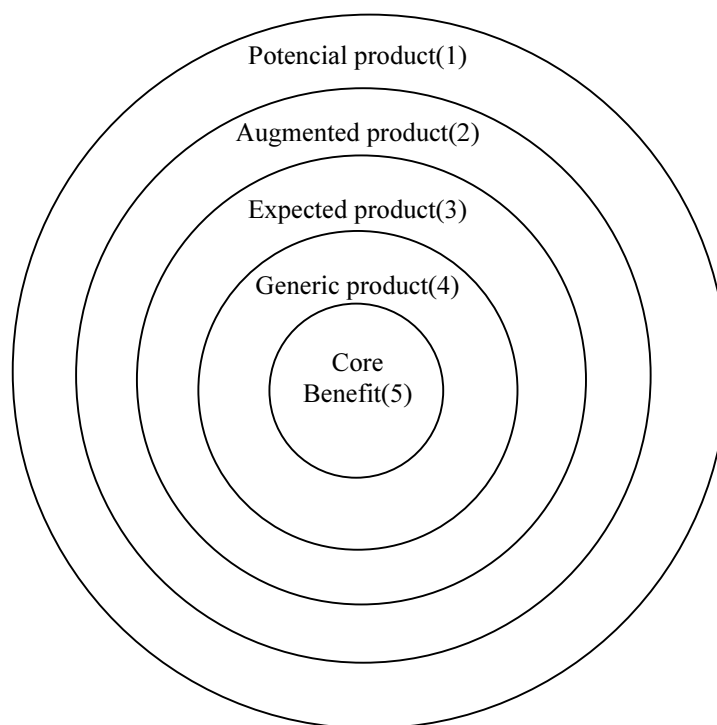 Potencial product(1)
Augmented product(2)
Expected product(3)
Generic product(4)
Core
Benefit(5)